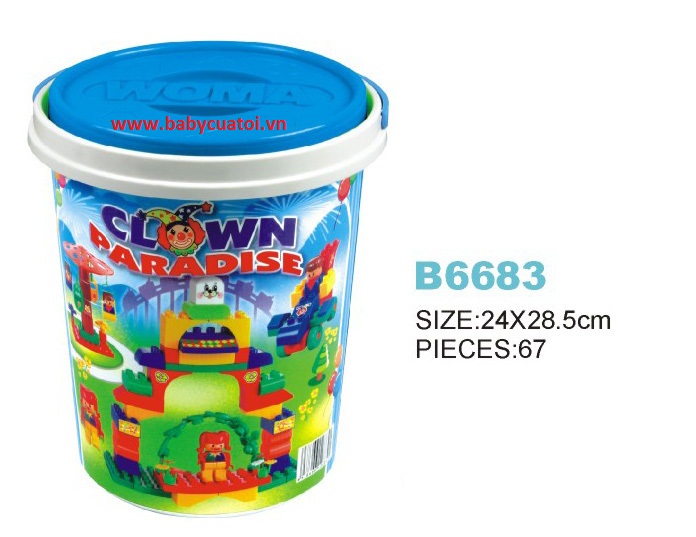 WOMA
www.babycuatoi.vn
CLOWN
PARADISE
B6683
SIZE:24X28.5cm
PIECES:67